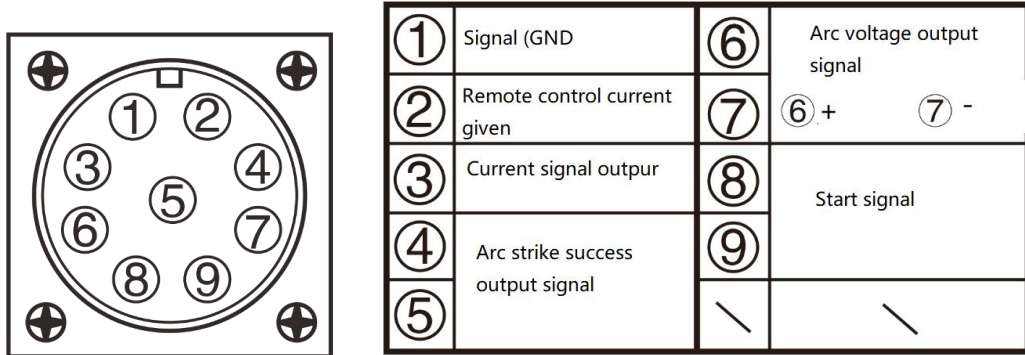 ① ②
③ ④
⑤
⑥ ⑦
⑧ ⑨
① Signal (GND
② Remote control current
given
③ Current signal outpur
④ Arc strike success
output signal
⑤
⑥ Arc voltage output
signal
⑦ ⑥+ ⑦ -
⑧ Start signal
⑨
\ \